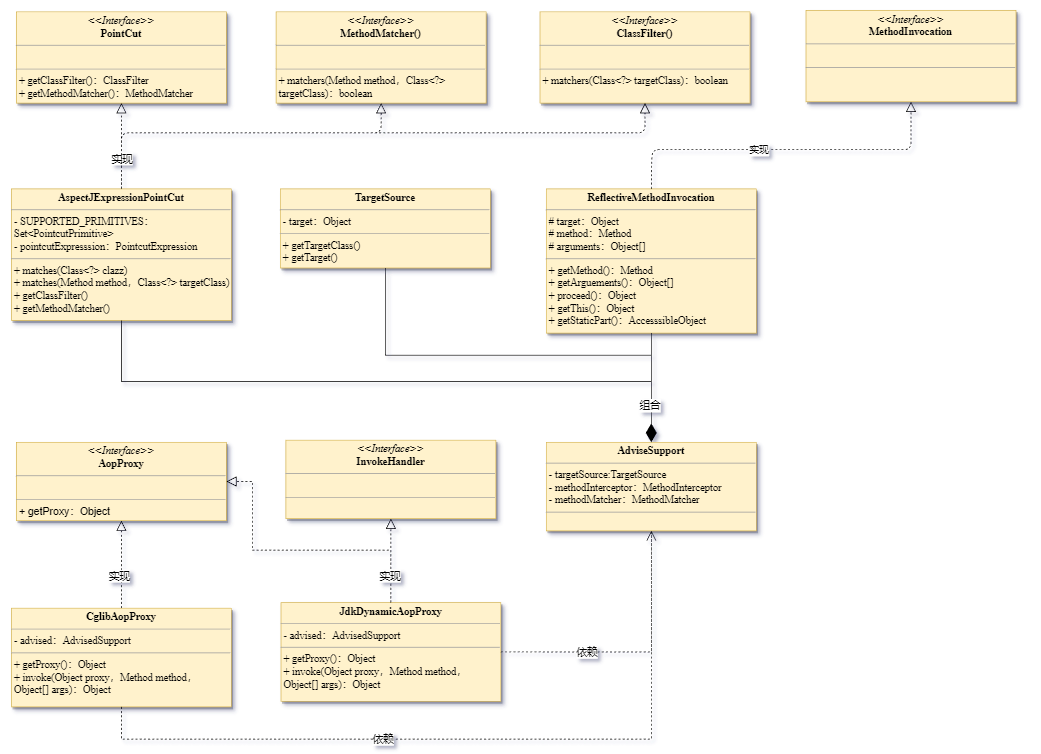 <<Interface>>
PointCut
+ getClassFilter()：ClassFilter
+ getMethodMatcher()：MethodMatcher
<<Interface>>
MethodMatcher()
+ matchers(Method method，Class<?>
targetClass)：boolean
<<Interface>>
ClassFilter()
+ matchers(Class<?> targetClass)：boolean
<<Interface>>
MethodInvocation
实现
实现
AspectJExpressionPointCut
- SUPPORTED_PRIMITIVES：
Set<PointcutPrimitive>
- pointcutExpresssion：PointcutExpression
+ matches(Class<?> clazz)
+ matches(Method method，Class<?> targetClass)
+ getClassFilter()
+ getMethodMatcher()
TargetSource
- target：Object
+ getTargetClass()
+ getTarget()
ReflectiveMethodInvocation
# target：Object
# method：Method
# arguments：Object[]
+ getMethod()：Method
+ getArguements()：Object[]
+ proceed()：Object
+ getThis()：Object
+ getStaticPart()：AccesssibleObject
组合
<<Interface>>
AopProxy
+ getProxy：Object
<<Interface>>
InvokeHandler
AdviseSupport
- targetSource:TargetSource
- methodInterceptor：MethodInterceptor
- methodMatcher：MethodMatcher
实现
实现
CglibAopProxy
- advised：AdvisedSupport
+ getProxy()：Object
+ invoke(Object proxy，Method method，
Object[] args)：Object
JdkDynamicAopProxy
- advised：AdvisedSupport
+ getProxy()：Object
+ invoke(Object proxy，Method method，
Object[] args)：Object
依赖
依赖